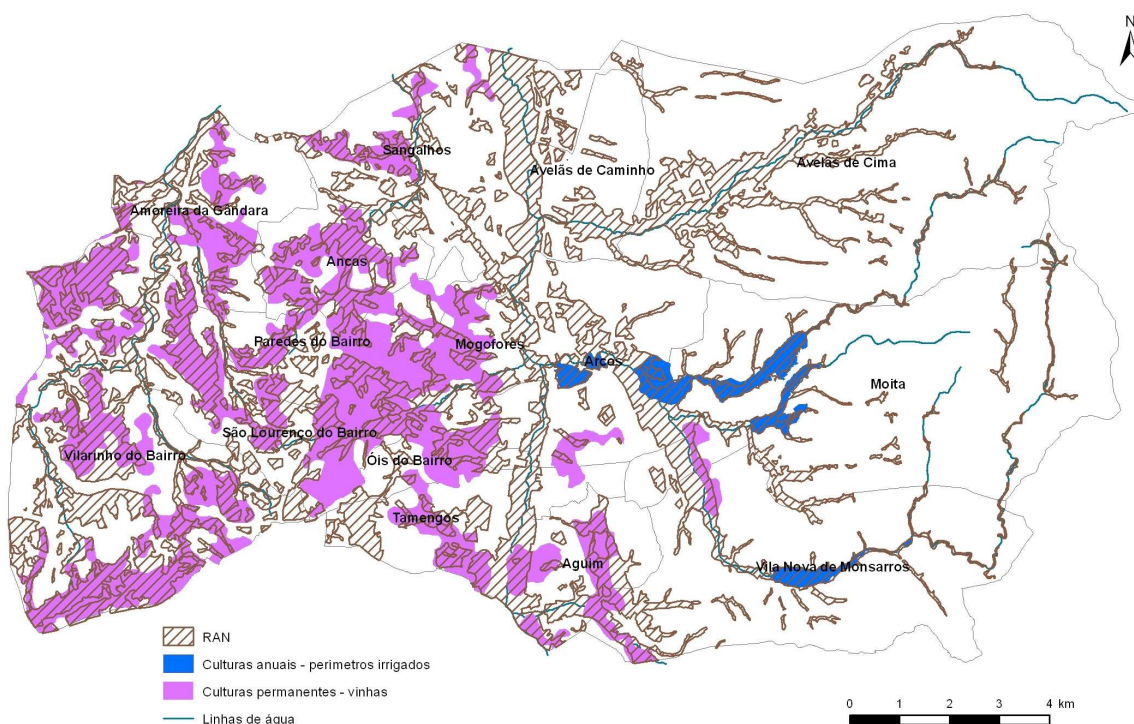 N
Sangalhos
Avelãs de Caminho
Avelãs de Cima
Amoreira da Gândara
Ancas
Paredes do Bairro
Mogofores
Arcos
Moita
São Lourenço do Bairro
Vilarinho do Bairro
Óis do Bairro
Tamengos
Aguim
Vila Nova de Monsarros
RAN
Culturas anuais - perímetros irrigados
Culturas permanentes - vinhas
Linhas de água
0 1 2 3 4 km